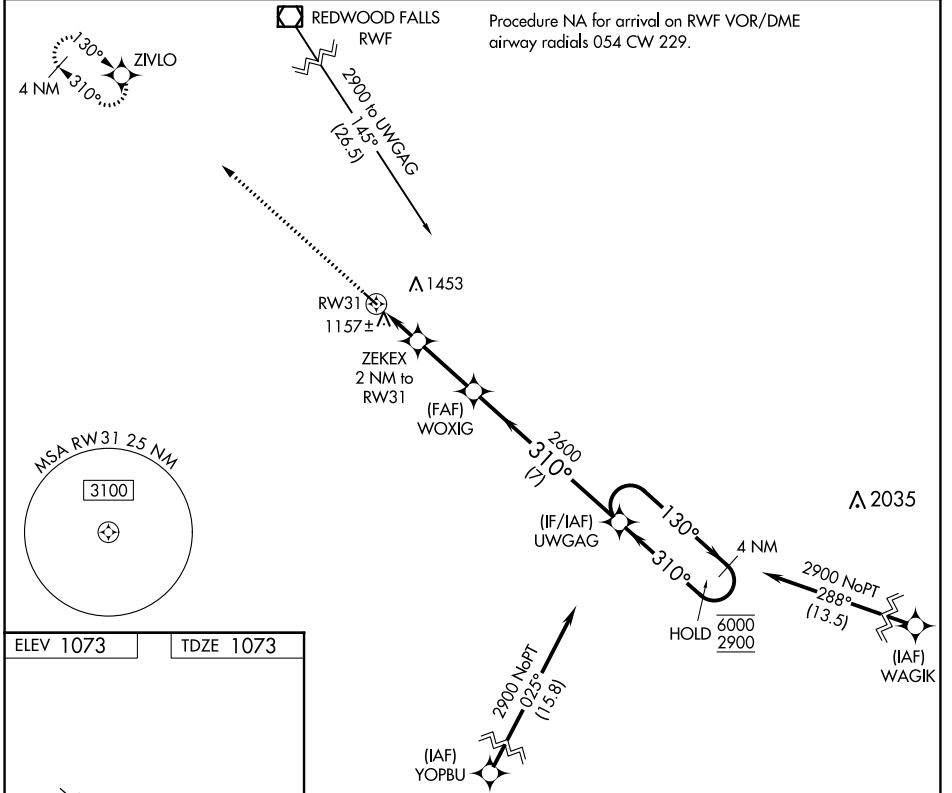 REDWOOD FALLS
RWF
Procedure NA for arrival on RWF VOR/DME
airway radials 054 CW 229.
130°
ZIVLO
4 NM
310°
2900 to UWGAG
145°
(26.5)
1453
RW31
1157±
ZEKEX
2 NM to
RW31
(FAF)
WOXIG
2600
310°
(7)
MSA RW31 25 NM
3100
2035
(IF/IAF)
UWGAG
130°
4 NM
310°
HOLD
6000
2900
2900 NoPT
288°
(13.5)
(IAF)
WAGIK
ELEV 1073
TDZE 1073
2900 NoPT
025°
(15.8)
(IAF)
YOPBU